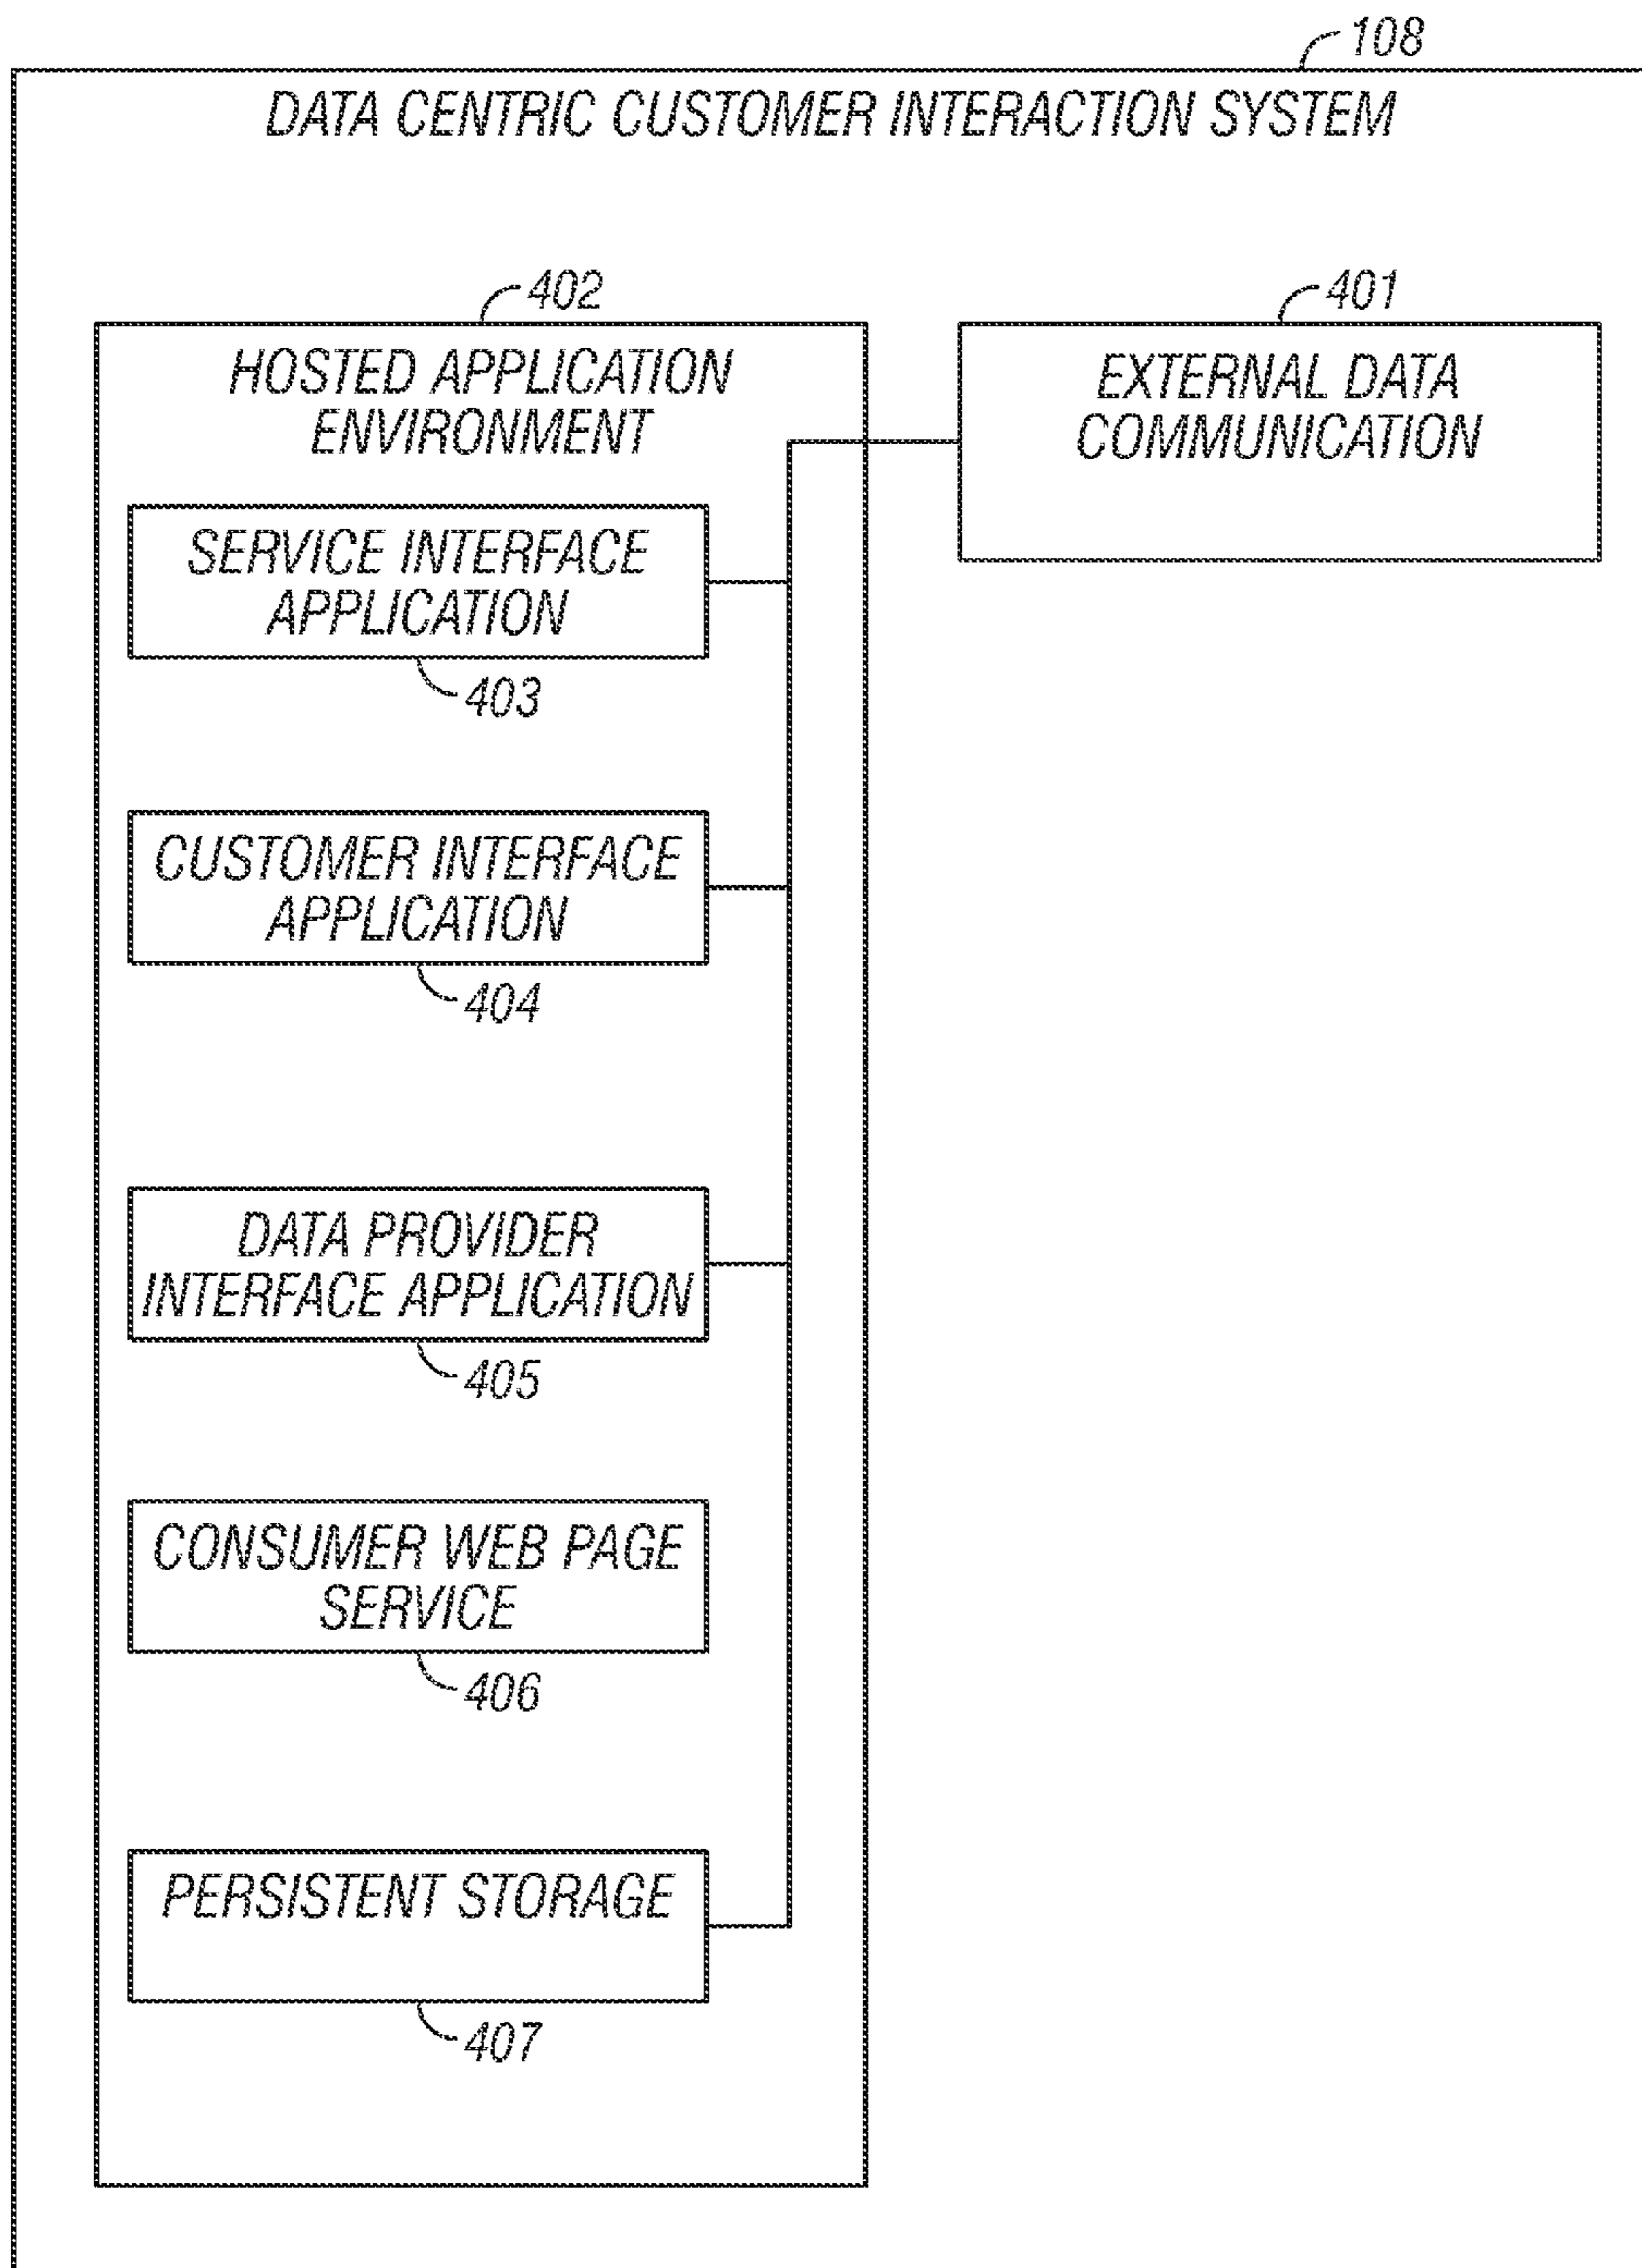 108
DATA CENTRIC CUSTOMER INTERACTION SYSTEM
402
401
HOSTED APPLICATION
ENVIRONMENT
EXTERNAL DATA
COMMUNICATION
SERVICE INTERFACE
APPLICATION
403
CUSTOMER INTERFACE
APPLICATION
404
DATA PROVIDER
INTERFACE APPLICATION
405
CONSUMER WEB PAGE
SERVICE
406
PERSISTENT STORAGE
407